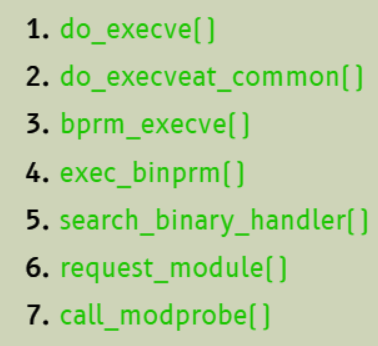 1. do_execve()
2. do_execveat_common()
3. bprm_execve()
4. exec_binprm()
5. search_binary_handler()
6. request_module()
7. call_modprobe()